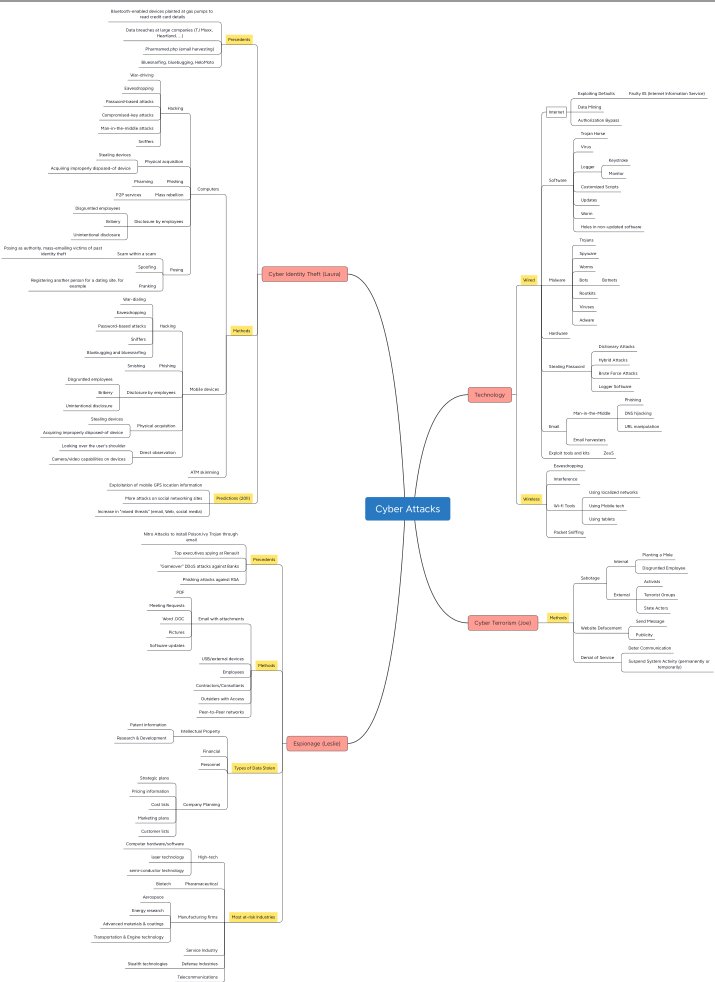 Cyber Attacks
Cyber Identity Theft (Laura)
Precedents
Bluetooth-enabled devices planted at gas pumps to
read credit card details
Data breaches at large companies (TJ Maxx,
Heartland, ...)
Pharmamed.php (email harvesting)
Bluesnarfing, bluebugging, HeloMoto
Methods
Computers
Hacking
War-driving
Eavesdropping
Password-based attacks
Compromised-key attacks
Man-in-the-middle attacks
Sniffers
Physical acquisition
Stealing devices
Acquiring improperly disposed-of device
Phishing
Pharming
Mass rebellion
P2P services
Disclosure by employees
Disgruntled employees
Bribery
Unintentional disclosure
Posing
Scam within a scam
Posing as authority, mass-emailing victims of past
identity theft
Spoofing
Pranking
Registering another person for a dating site, for
example
Mobile devices
Hacking
War-dialing
Eavesdropping
Password-based attacks
Sniffers
Bluebugging and bluesnarfing
Phishing
Smishing
Disclosure by employees
Disgruntled employees
Bribery
Unintentional disclosure
Physical acquisition
Stealing devices
Acquiring improperly disposed-of device
Direct observation
Looking over the user's shoulder
Camera/video capabilities on devices
ATM skimming
Predictions (2011)
Exploitation of mobile GPS location information
More attacks on social networking sites
Increase in "mixed threats" (email, Web, social media)
Espionage (Leslie)
Precedents
Nitro Attacks to install PoisonIvy Trojan through
email
Top executives spying at Renault
"Gameover" DDoS attacks against Banks
Phishing attacks against RSA
Methods
Email with attachments
PDF
Meeting Requests
Word .DOC
Pictures
Software updates
USB/external devices
Employees
Contractors/Consultants
Outsiders with Access
Peer-to-Peer networks
Types of Data Stolen
Intellectual Property
Patent Information
Research & Development
Financial
Personnel
Company Planning
Strategic plans
Pricing information
Cost lists
Marketing plans
Customer lists
Most at-risk Industries
High-tech
Computer hardware/software
laser technology
semi-conductor technology
Pharamaceutical
Biotech
Manufacturing firms
Aerospace
Energy research
Advanced materials & coatings
Transportation & Engine technology
Service Industry
Defense Industries
Stealth technologies
Telecommunications
Technology
Wired
Internet
Exploiting Defaults
Faulty IIS (Internet Information Service)
Data Mining
Authorization Bypass
Software
Trojan Horse
Virus
Logger
Keystroke
Monitor
Customized Scripts
Updates
Worm
Holes in non-updated software
Malware
Trojans
Spyware
Worms
Bots
Botnets
Rootkits
Viruses
Adware
Hardware
Stealing Password
Dictionary Attacks
Hybrid Attacks
Brute Force Attacks
Logger Software
Email
Man-in-the-Middle
Phishing
DNS hijacking
URL manipulation
Email harvesters
Exploit tools and kits
ZeuS
Wireless
Eavesdropping
Interference
Wi-Fi Tools
Using localized networks
Using Mobile tech
Using tablets
Packet Sniffing
Cyber Terrorism (Joe)
Methods
Sabotage
Internal
Planting a Mole
Disgruntled Employee
External
Activists
Terrorist Groups
State Actors
Website Defacement
Send Message
Publicity
Denial of Service
Deter Communication
Suspend System Activity (permanently or
temporarily)